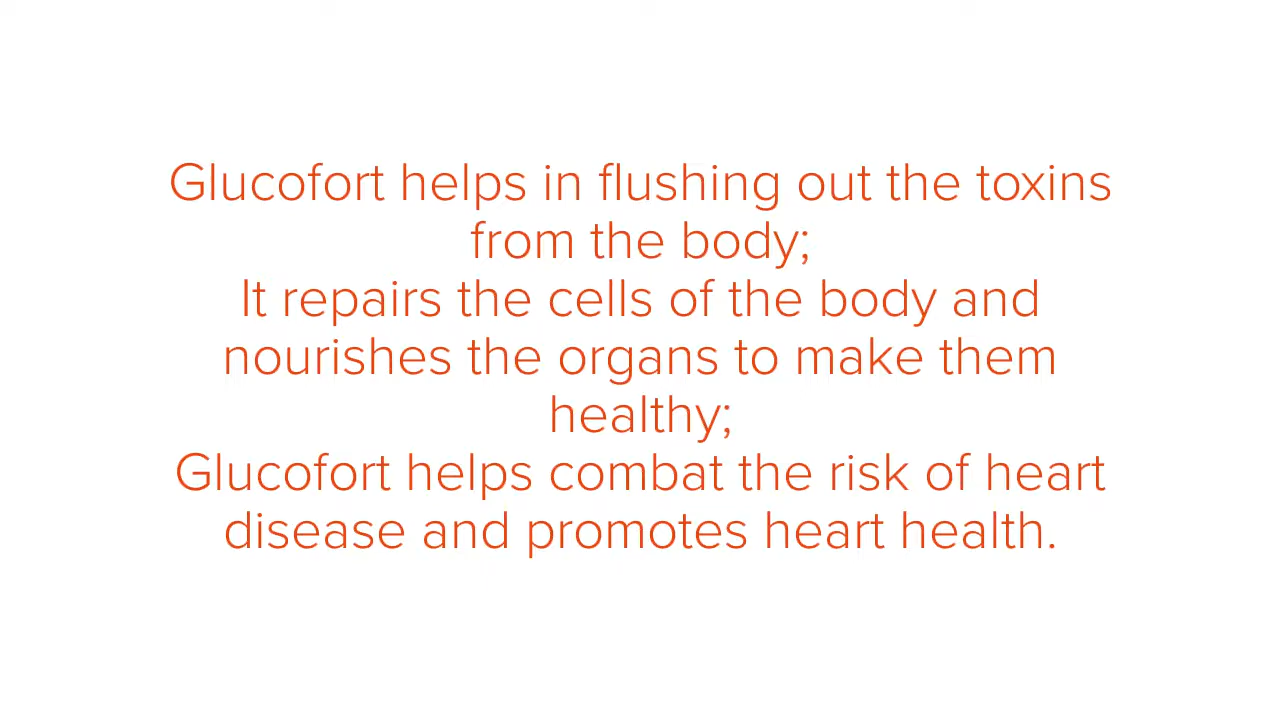 Glucofort helps in flushing out the toxins
from the body;
It repairs the cells of the body and
nourishes the organs to make them
healthy;
Glucofort helps combat the risk of heart
disease and promotes heart health.